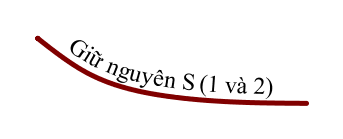 Giữ nguyên S (1 và 2)